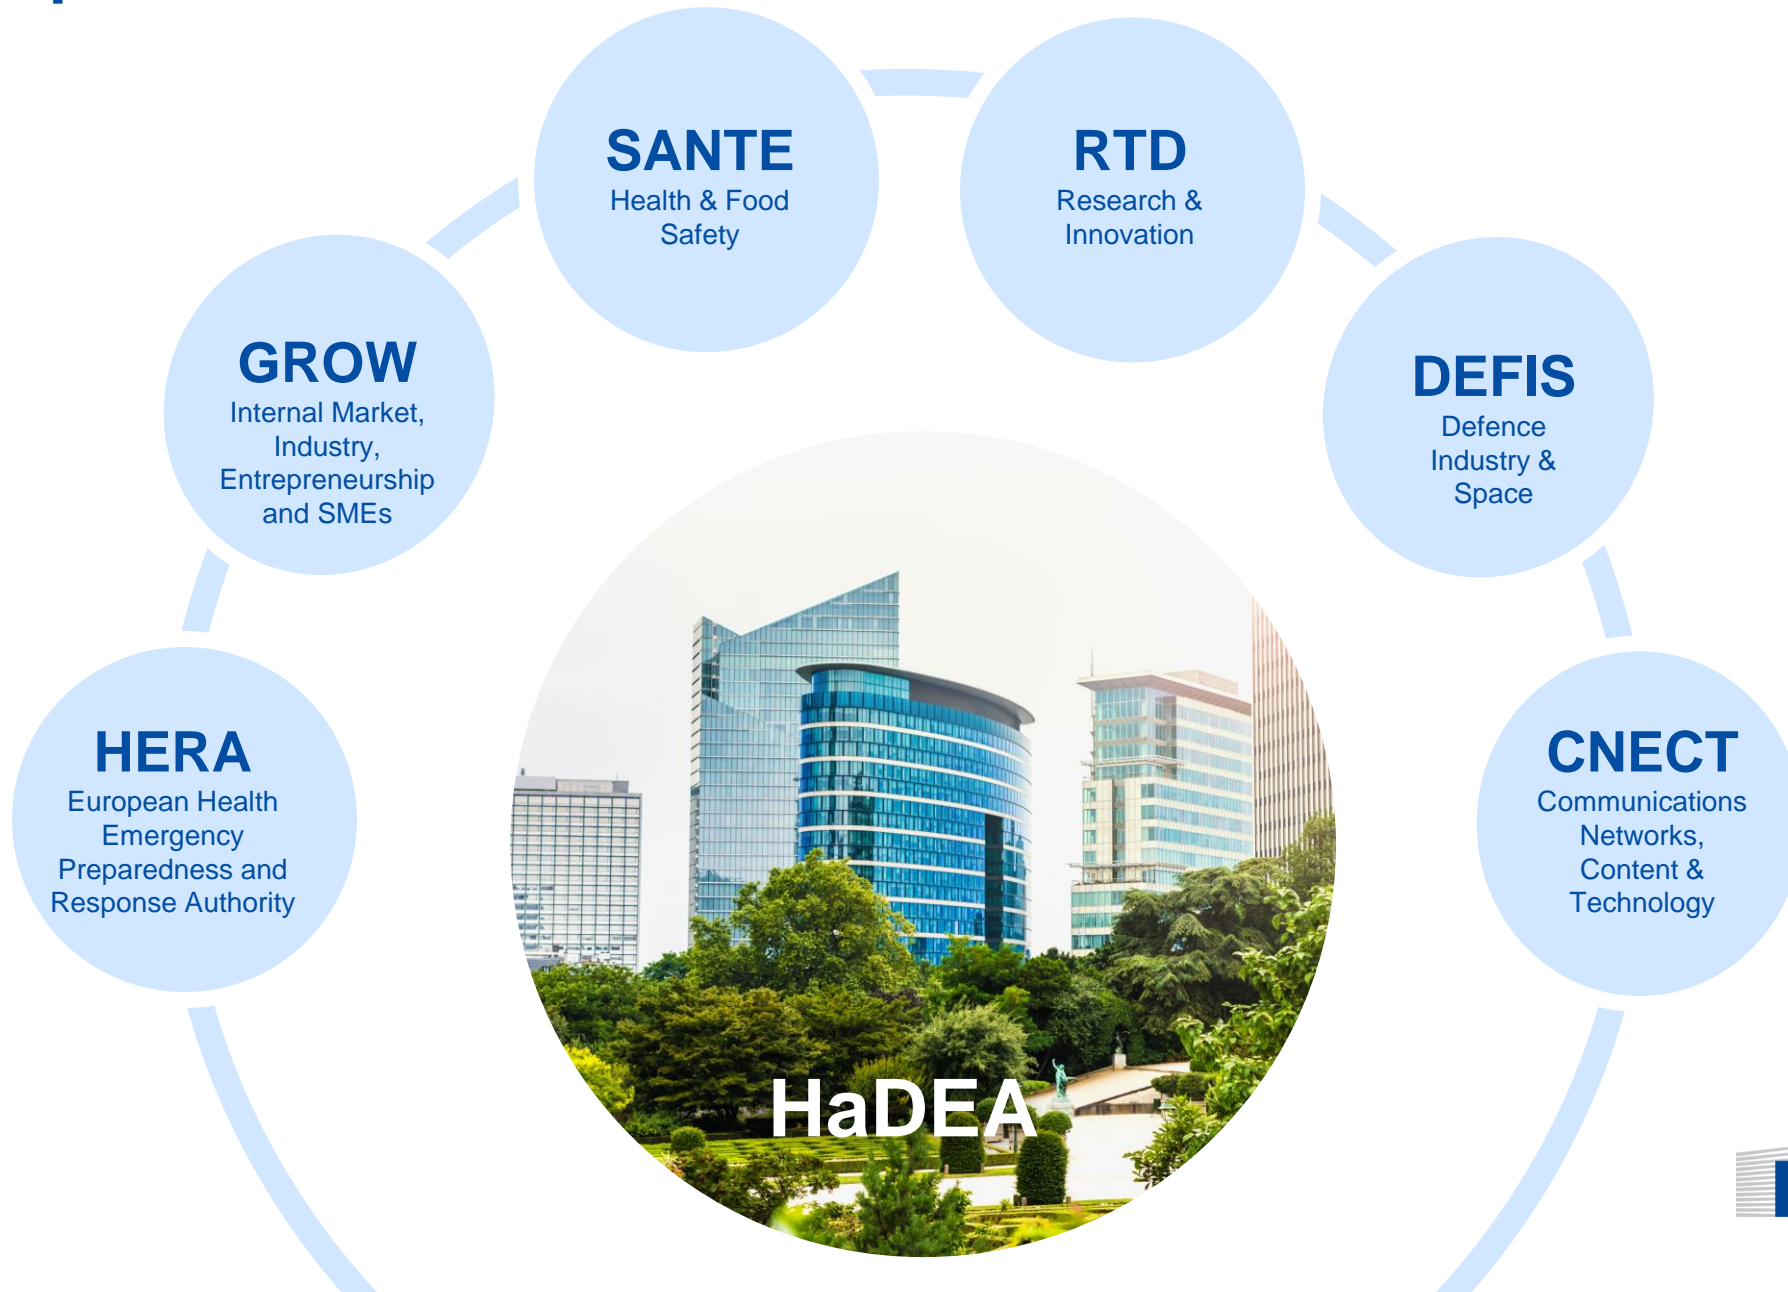 SANTE
Health & Food
Safety
RTD
Research &
Innovation
GROW
Internal Market,
Industry,
Entrepreneurship
and SMEs
DEFIS
Defence
Industry &
Space
HERA
European Health
Emergency
Preparedness and
Response Authority
CNECT
Communications
Networks,
Content &
Technology
HaDEA